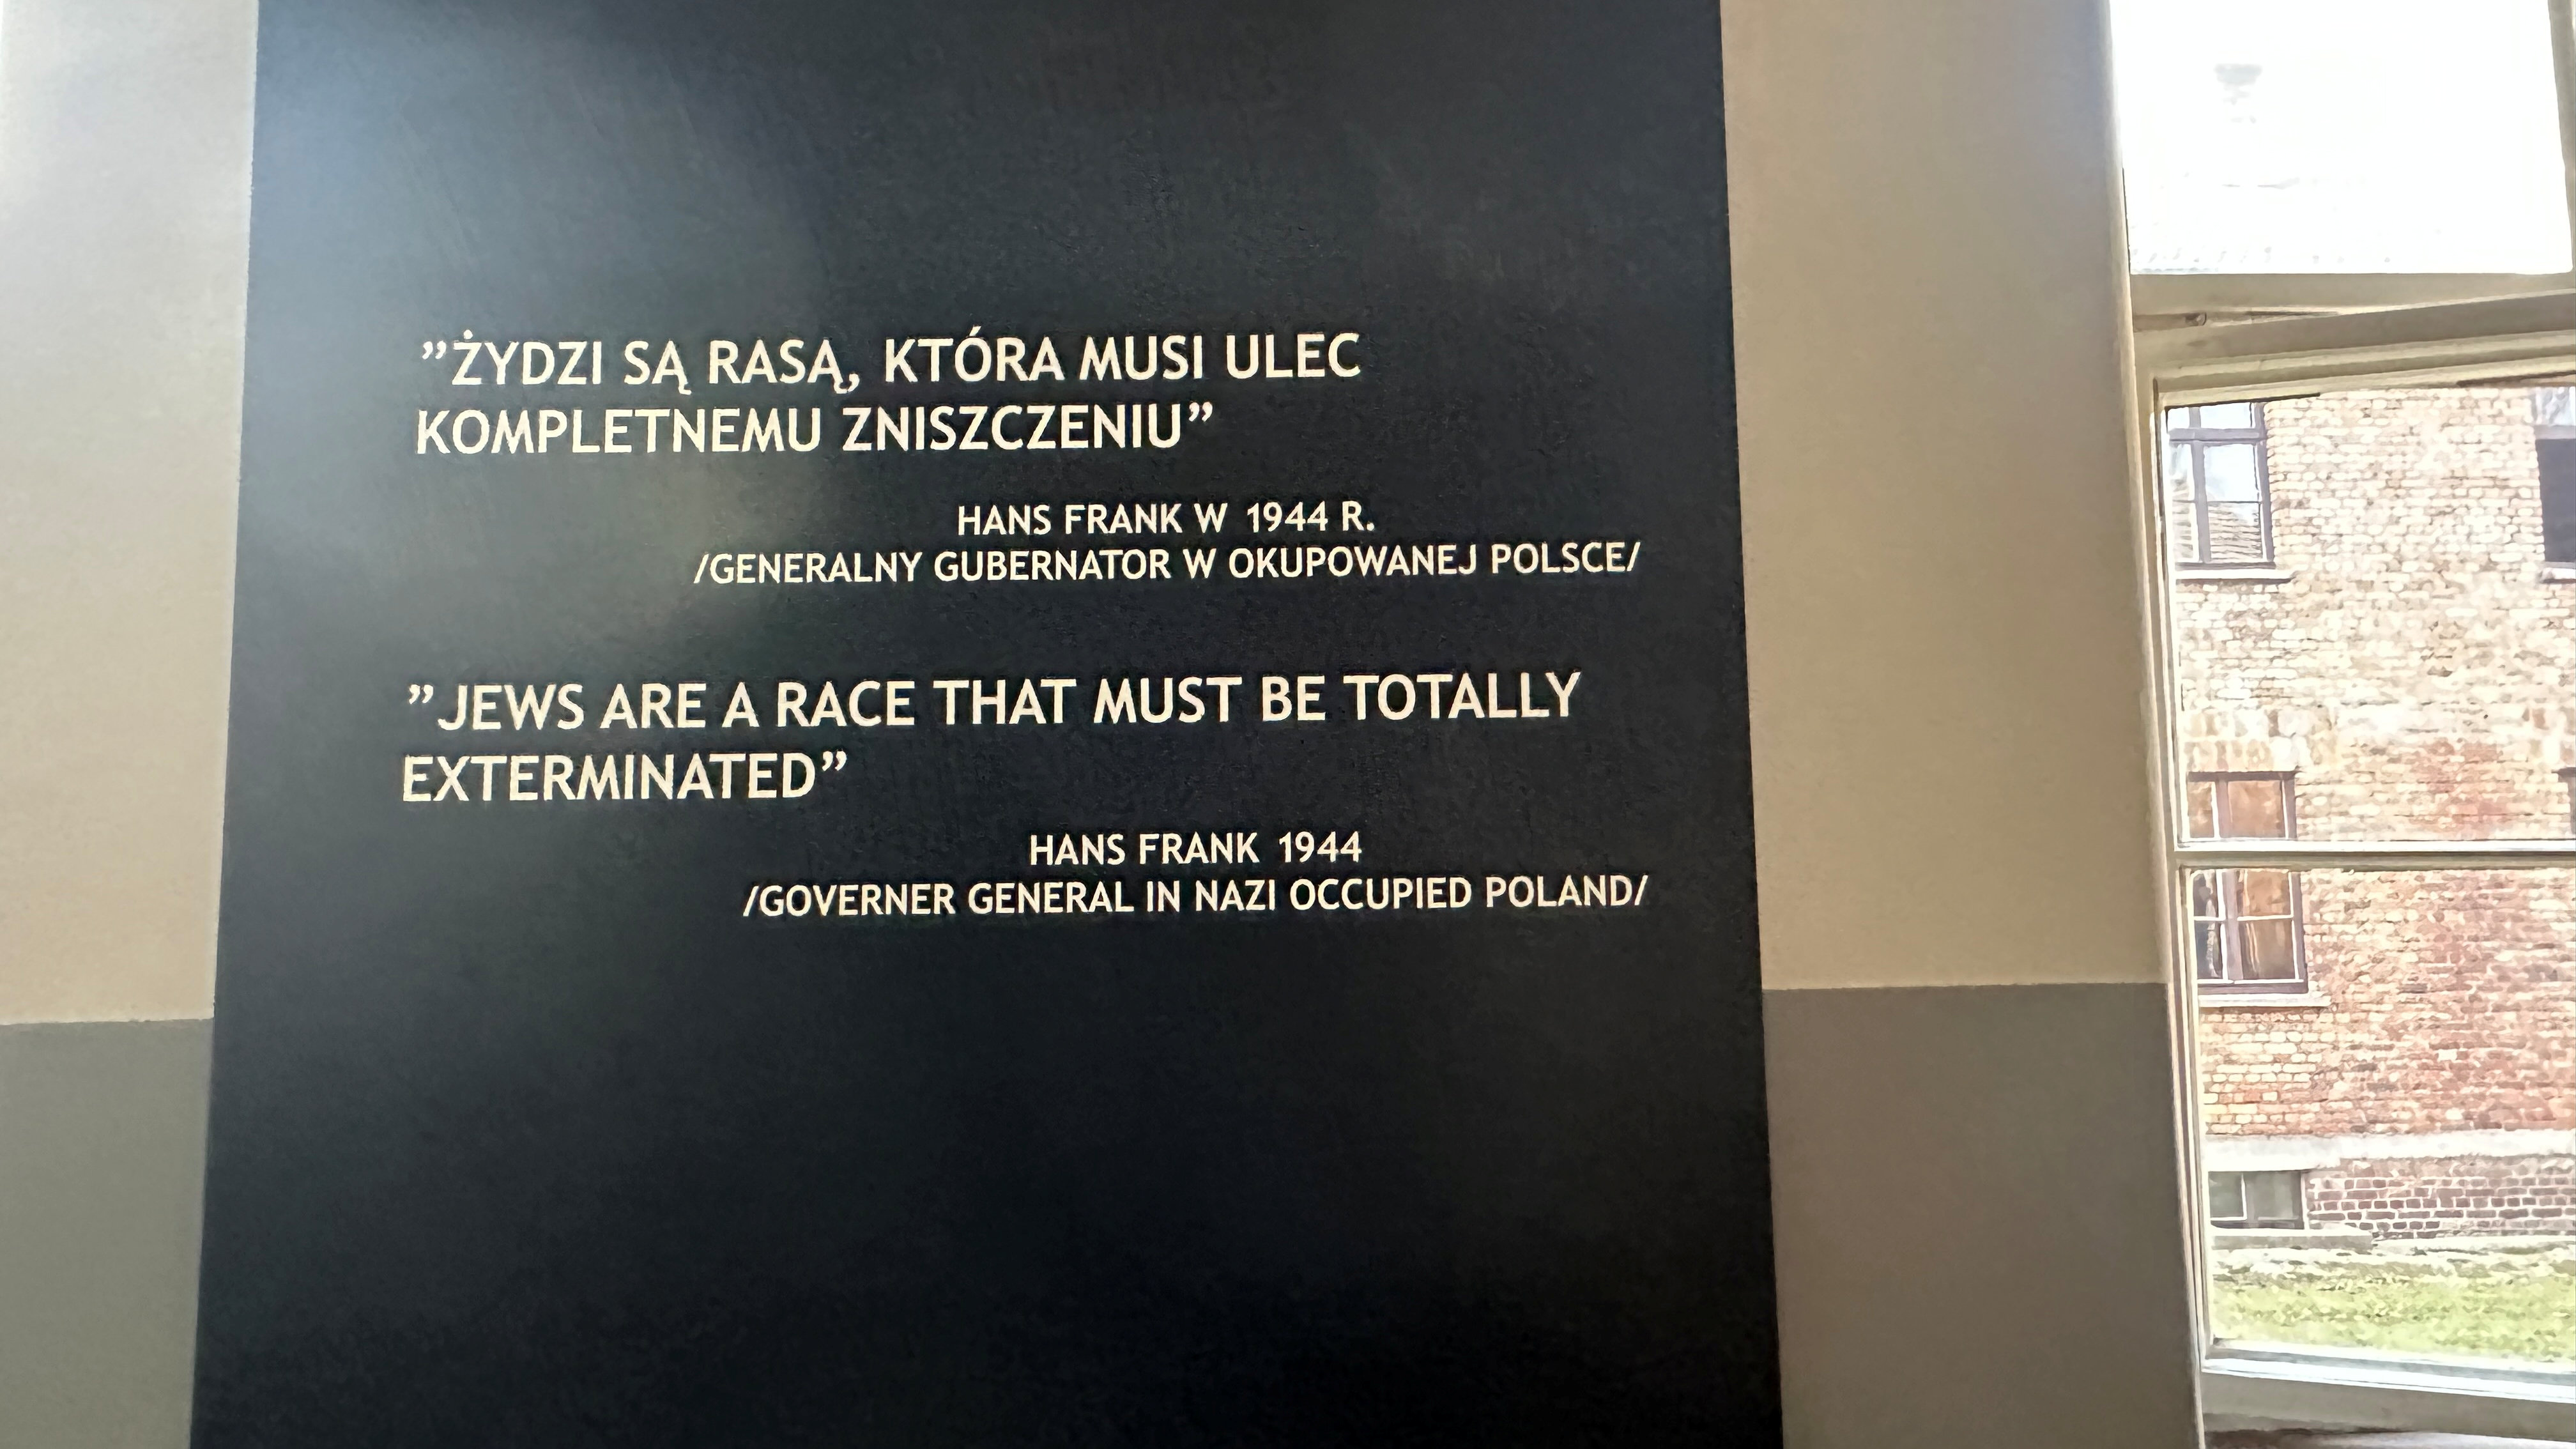 ”ŻYDZI SĄ RASĄ, KTÓRA MUSI ULEC
KOMPLETNEMU ZNISZCZENIU”
HANS FRANK W 1944 R.
/GENERALNY GUBERNATOR W OKUPOWANEJ POLSCE/
”JEWS ARE A RACE THAT MUST BE TOTALLY
EXTERMINATED”
HANS FRANK 1944
/GOVERNER GENERAL IN NAZI OCCUPIED POLAND/